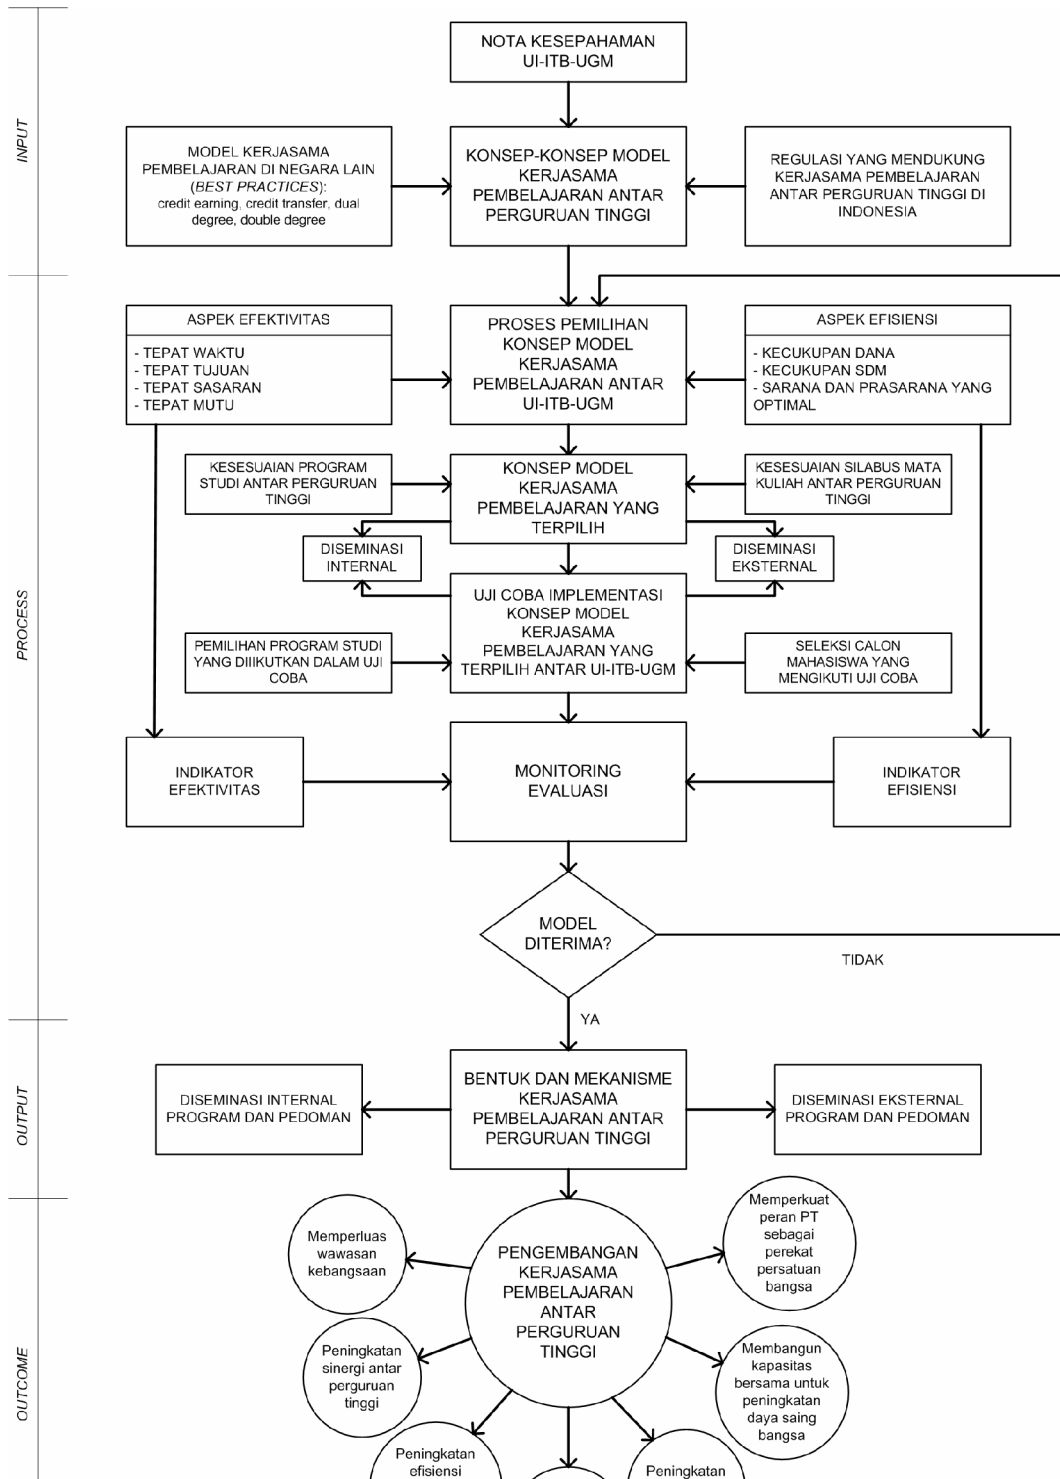 NOTA KESEPAHAMAN
UI-ITB-UGM
INPUT
MODEL KERJASAMA
PEMBELAJARAN DI NEGARA LAIN
(BEST PRACTICES):
credit earning, credit transfer, dual
degree, double degree
KONSEP-KONSEP MODEL
KERJASAMA
PEMBELAJARAN ANTAR
PERGURUAN TINGGI
REGULASI YANG MENDUKUNG
KERJASAMA PEMBELAJARAN
ANTAR PERGURUAN TINGGI DI
INDONESIA
PROCESS
ASPEK EFEKTIVITAS
- TEPAT WAKTU
- TEPAT TUJUAN
- TEPAT SASARAN
- TEPAT MUTU
PROSES PEMILIHAN
KONSEP MODEL
KERJASAMA
PEMBELAJARAN ANTAR
UI-ITB-UGM
ASPEK EFISIENSI
- KECUKUPAN DANA
- KECUKUPAN SDM
- SARANA DAN PRASARANA YANG
OPTIMAL
KESESUAIAN PROGRAM
STUDI ANTAR PERGURUAN
TINGGI
KONSEP MODEL
KERJASAMA
PEMBELAJARAN YANG
TERPILIH
KESESUAIAN SILABUS MATA
KULIAH ANTAR PERGURUAN
TINGGI
DISEMINASI
INTERNAL
DISEMINASI
EKSTERNAL
UJI COBA IMPLEMENTASI
KONSEP MODEL
KERJASAMA
PEMBELAJARAN YANG
TERPILIH ANTAR UI-ITB-UGM
PEMILIHAN PROGRAM STUDI
YANG DIIIKUTKAN DALAM UJI
COBA
SELEKSI CALON
MAHASISWA YANG
MENGIKUTI UJI COBA
INDIKATOR
EFEKTIVITAS
MONITORING
EVALUASI
INDIKATOR
EFISIENSI
MODEL
DITERIMA?
TIDAK
YA
OUTPUT
DISEMINASI INTERNAL
PROGRAM DAN PEDOMAN
BENTUK DAN MEKANISME
KERJASAMA
PEMBELAJARAN ANTAR
PERGURUAN TINGGI
DISEMINASI EKSTERNAL
PROGRAM DAN PEDOMAN
OUTCOME
Memperluas
wawasan
kebangsaan
PENGEMBANGAN
KERJASAMA
PEMBELAJARAN
ANTAR
PERGURUAN
TINGGI
Memperkuat
peran PT
sebagai
perekat
persatuan
bangsa
Peningkatan
sinergi antar
perguruan
tinggi
Membangun
kapasitas
bersama untuk
peningkatan
daya saing
bangsa
Peningkatan
efisiensi
Peningkatan